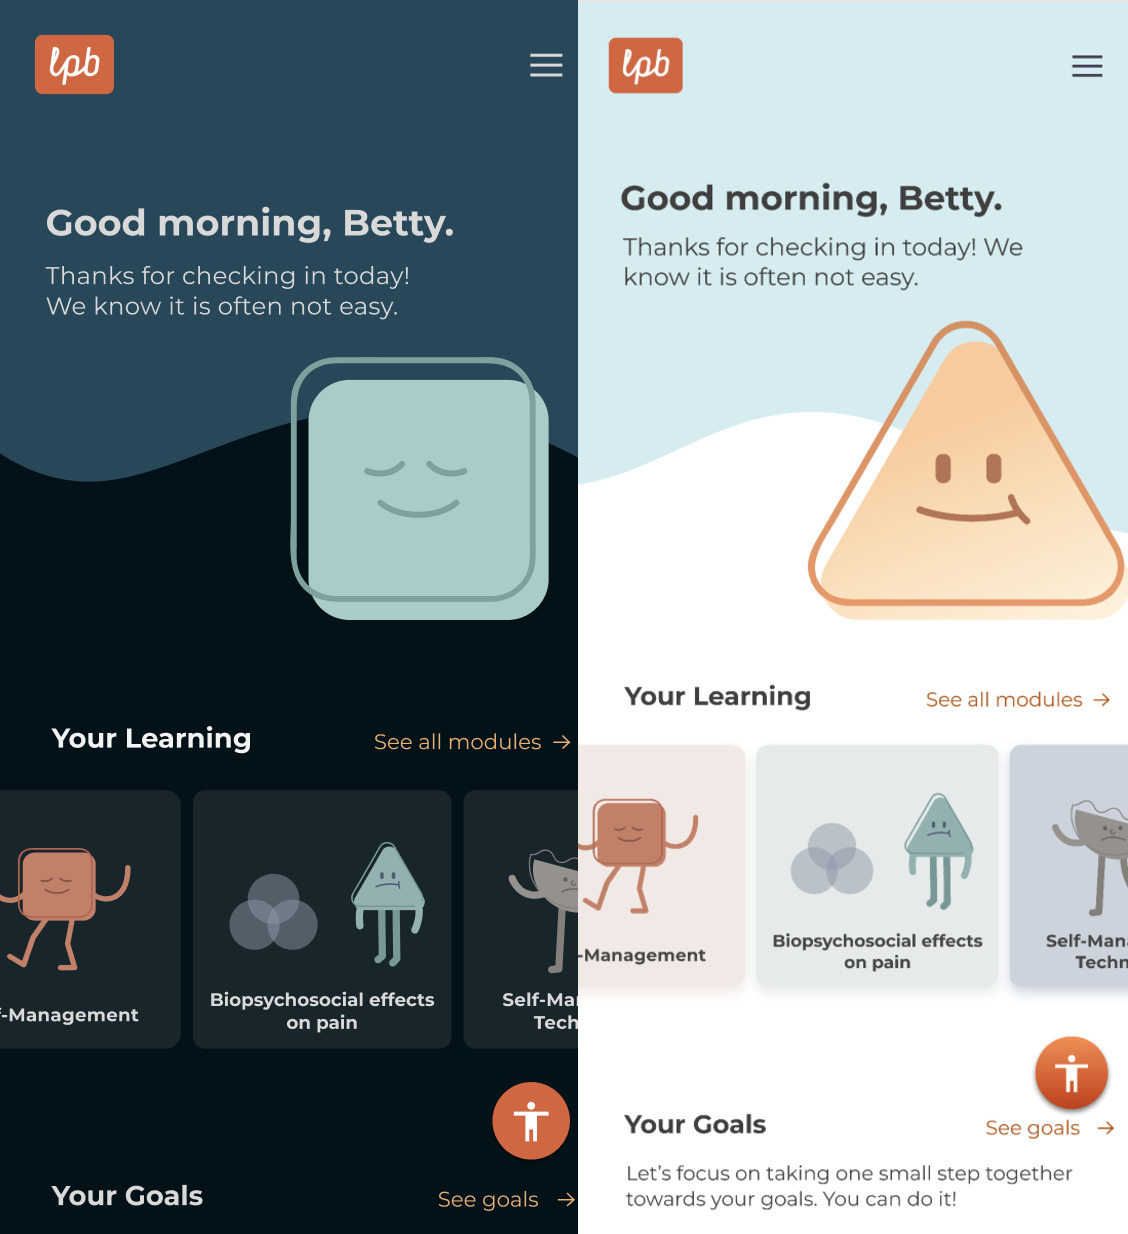 lpb
Good morning, Betty.
Thanks for checking in today!
We know it is often not easy.
Your Learning
See all modules →
f-Management
Biopsychosocial effects
on pain
Self-Mar
Tech
Your Goals
See goals →
lpb
Good morning, Betty.
Thanks for checking in today! We
know it is often not easy.
Your Learning
See all modules →
-Management
Biopsychosocial effects
on pain
Self-Mana
Techn
Your Goals
See goals →
Let’s focus on taking one small step together
towards your goals. You can do it!